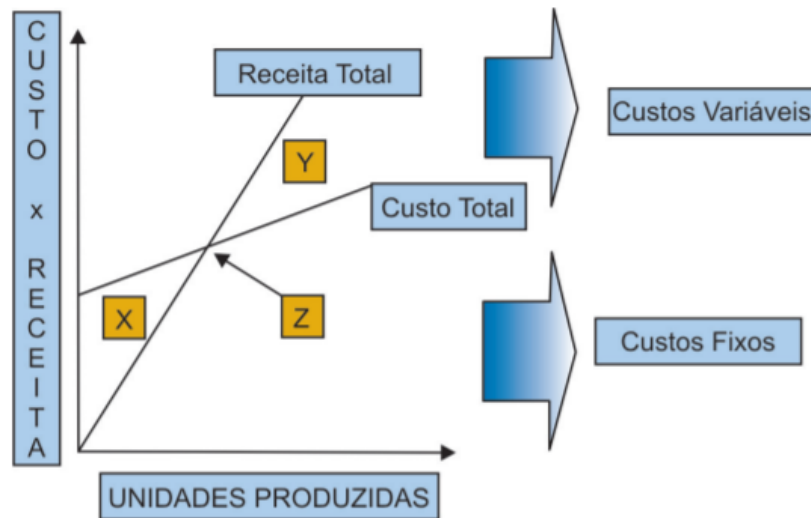 CUSTO x RECEITA
Receita Total
Y
Custo Total
X
Z
UNIDADES PRODUZIDAS
Custos Variáveis
Custos Fixos